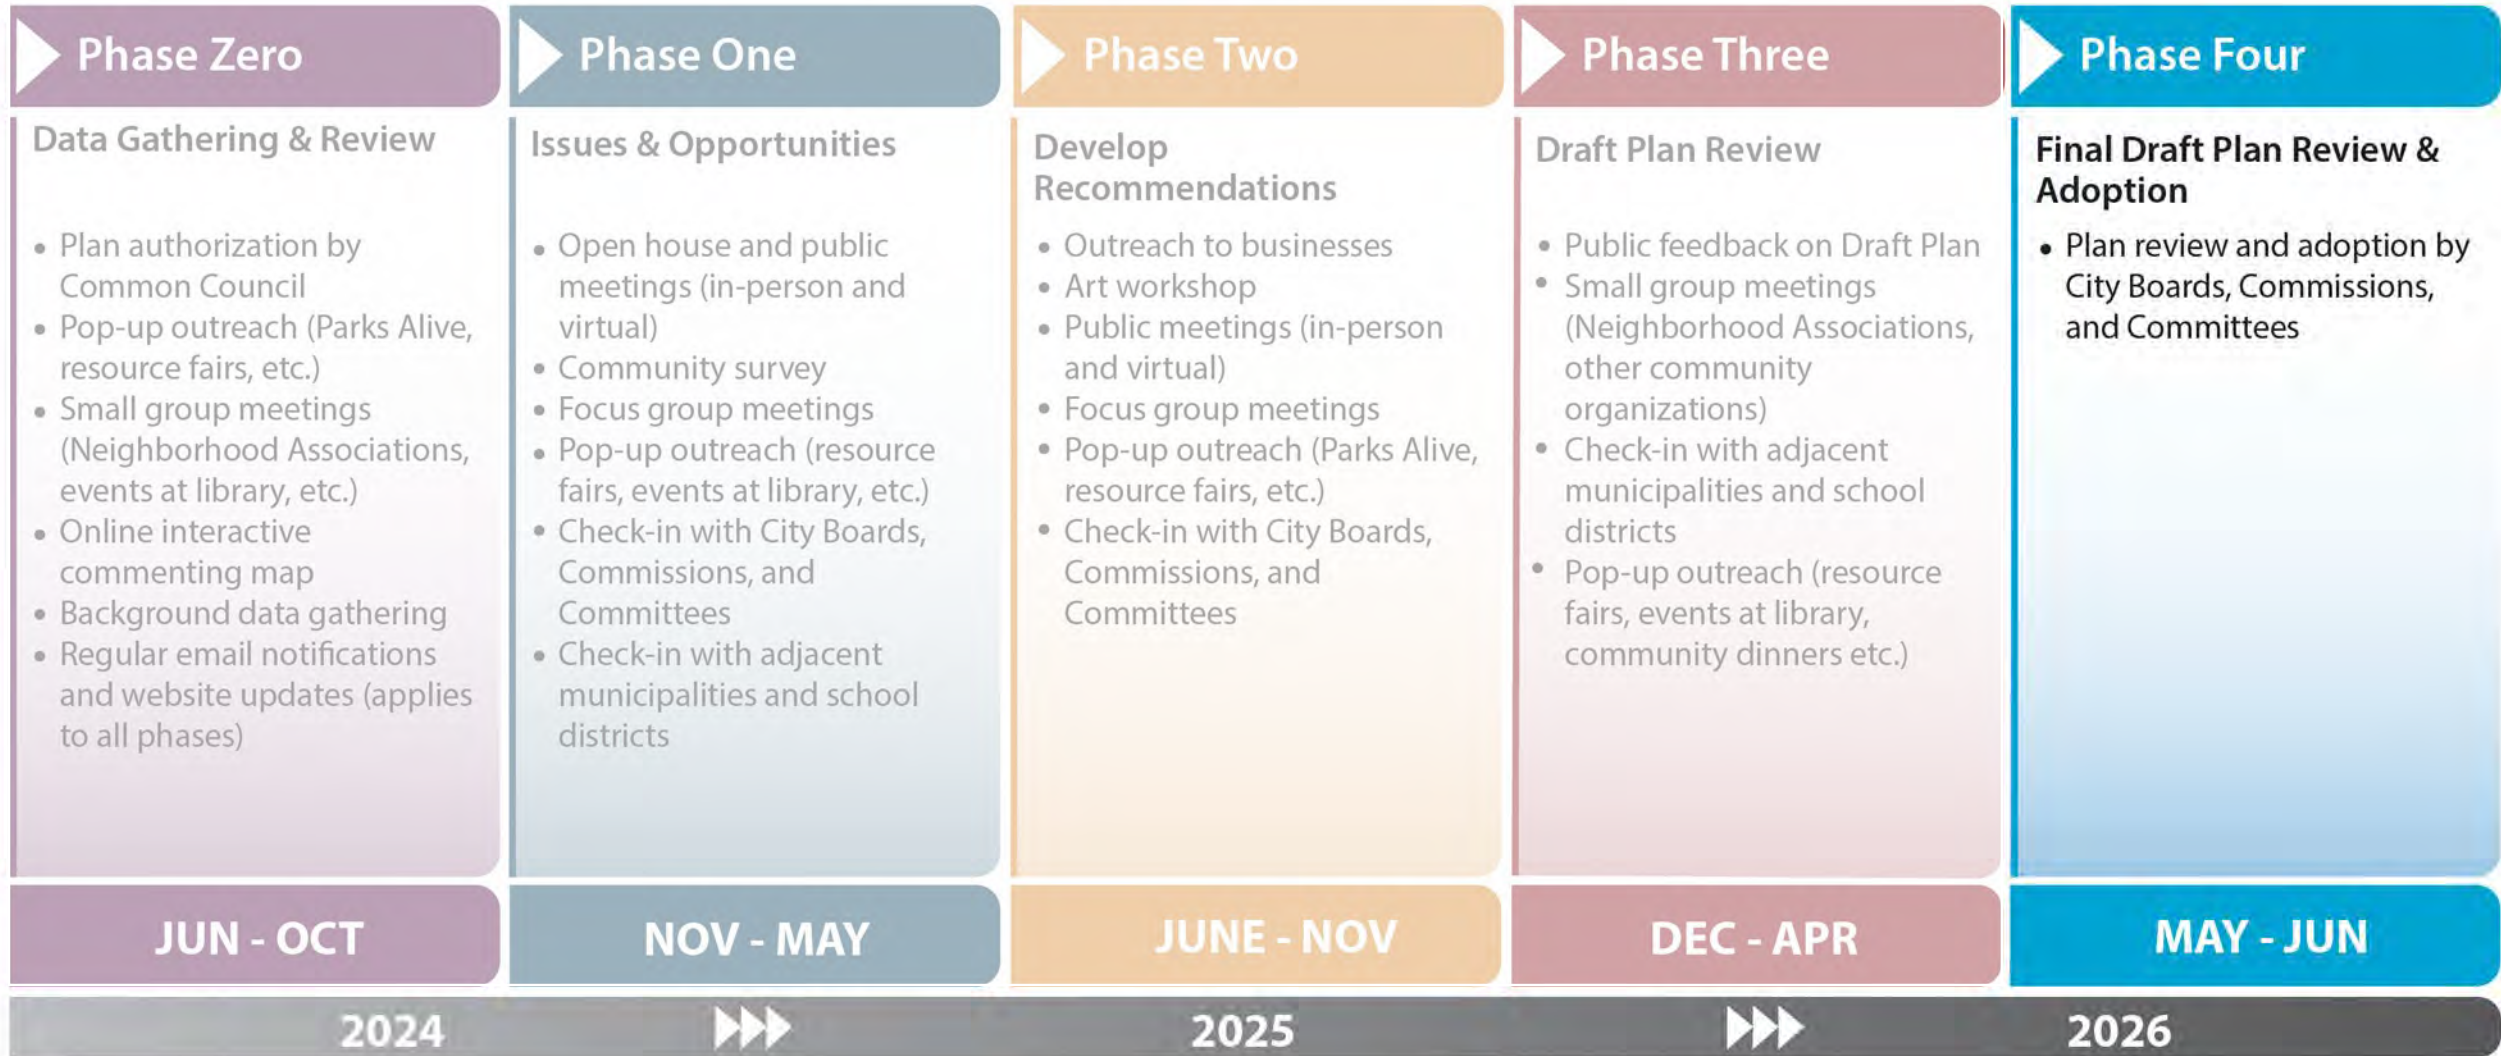 Phase Zero
Data Gathering & Review
• Plan authorization by
Common Council
• Pop-up outreach (Parks Alive,
resource fairs, etc.)
• Small group meetings
(Neighborhood Associations,
events at library, etc.)
• Online interactive
commenting map
• Background data gathering
• Regular email notifications
and website updates (applies
to all phases)
JUN - OCT
Phase One
Issues & Opportunities
• Open house and public
meetings (in-person and
virtual)
• Community survey
• Focus group meetings
• Pop-up outreach (resource
fairs, events at library, etc.)
• Check-in with City Boards,
Commissions, and
Committees
• Check-in with adjacent
municipalities and school
districts
NOV - MAY
Phase Two
Develop
Recommendations
• Outreach to businesses
• Art workshop
• Public meetings (in-person
and virtual)
• Focus group meetings
• Pop-up outreach (Parks Alive,
resource fairs, etc.)
• Check-in with City Boards,
Commissions, and
Committees
JUNE - NOV
Phase Three
Draft Plan Review
• Public feedback on Draft Plan
• Small group meetings
(Neighborhood Associations,
other community
organizations)
• Check-in with adjacent
municipalities and school
districts
• Pop-up outreach (resource
fairs, events at library,
community dinners etc.)
DEC - APR
Phase Four
Final Draft Plan Review &
Adoption
• Plan review and adoption by
City Boards, Commissions,
and Committees
MAY - JUN
2024
2025
2026